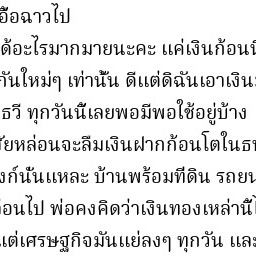 อื้อฉาวไป
ด้อะไรมากมายนะคะ แค่เงินก้อนนั
กันใหม่ๆ เท่านั้น ดีแต่ดิฉันเอาเงิน
ธวี ทุกวันนี้เลยพอมีพอใช้อยู่บ้าง
ยหล่อนจะลืมเงินฝากก้อนโตในธ
งก์นั่นแหละ บ้านพร้อมที่ดิน รถยน
อนไป พ่อคงคิดว่าเงินทองเหล่านี้
แต่เศรษฐกิจมันแย่ลงๆ ทุกวัน และ